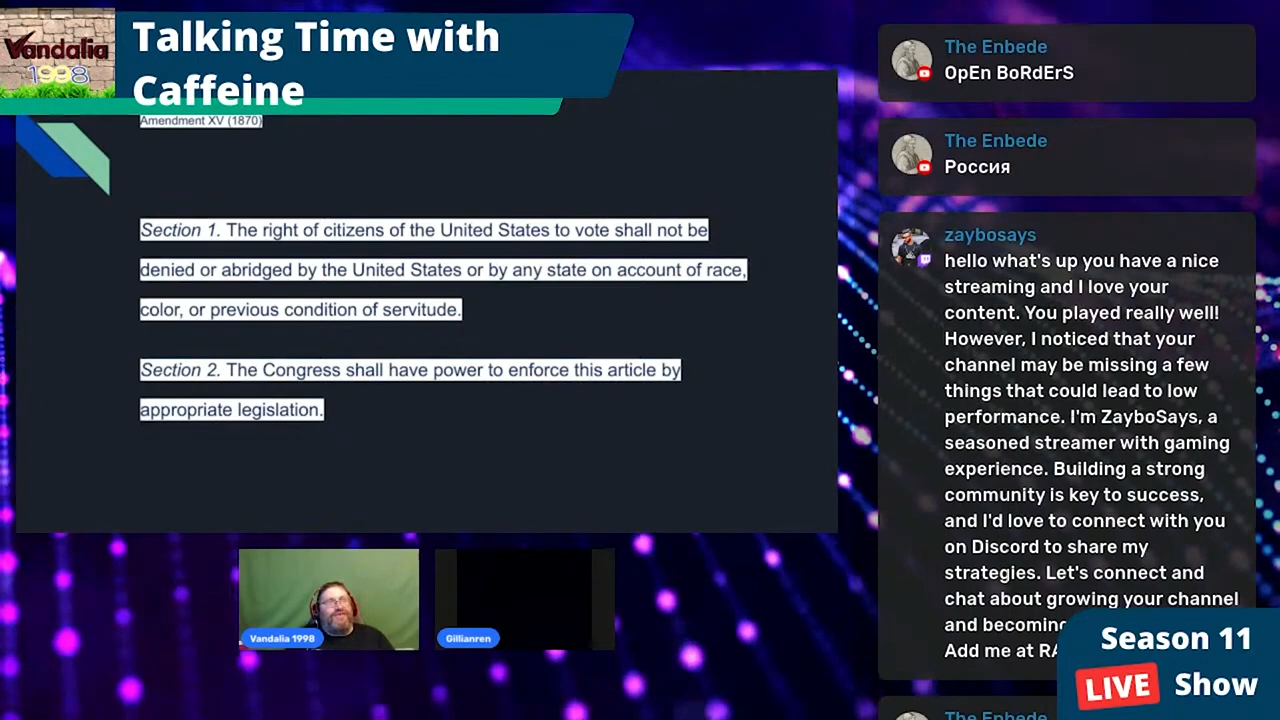 Vandalia
1998
Talking Time with
Caffeine
Amendment XV (1870)
Section 1. The right of citizens of the United States to vote shall not be
denied or abridged by the United States or by any state on account of race,
color, or previous condition of servitude.
Section 2. The Congress shall have power to enforce this article by
appropriate legislation.
Vandalia 1998
Gillianren
The Enbede
OpEn BoRdErS
The Enbede
Россия
zaybosays
hello what's up you have a nice
streaming and I love your
content. You played really well!
However, I noticed that your
channel may be missing a few
things that could lead to low
performance. I'm ZayboSays, a
seasoned streamer with gaming
experience. Building a strong
community is key to success,
and I'd love to connect with you
on Discord to share my
strategies. Let's connect and
chat about growing your channel
and becoming
Add me at
The Enbede
Season 11
LIVE Show